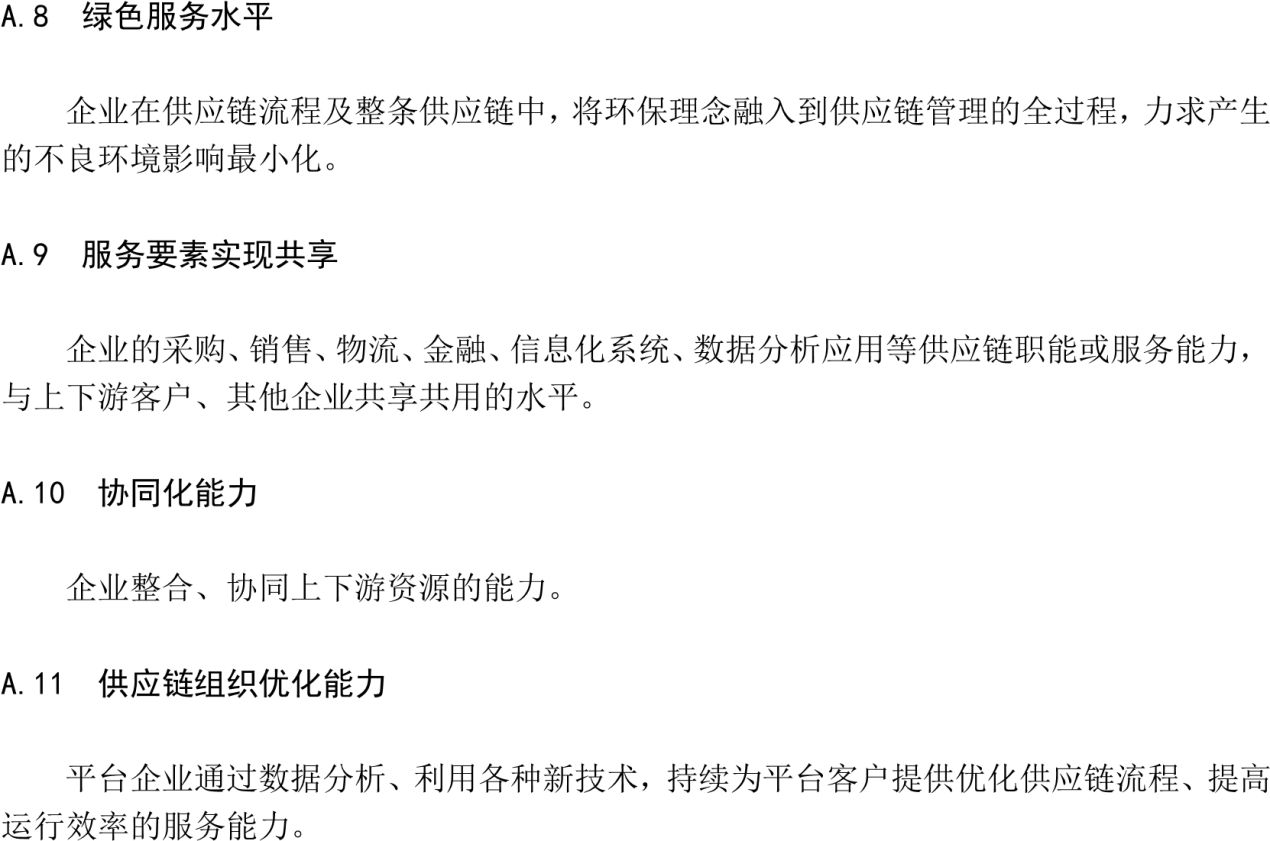 A.8 绿色服务水平
企业在供应链流程及整条供应链中，将环保理念融入到供应链管理的全过程，力求产生
的不良环境影响最小化。
A.9 服务要素实现共享
企业的采购、销售、物流、金融、信息化系统、数据分析应用等供应链职能或服务能力，
与上下游客户、其他企业共享共用的水平。
A.10 协同化能力
企业整合、协同上下游资源的能力。
A.11 供应链组织优化能力
平台企业通过数据分析、利用各种新技术，持续为平台客户提供优化供应链流程、提高
运行效率的服务能力。